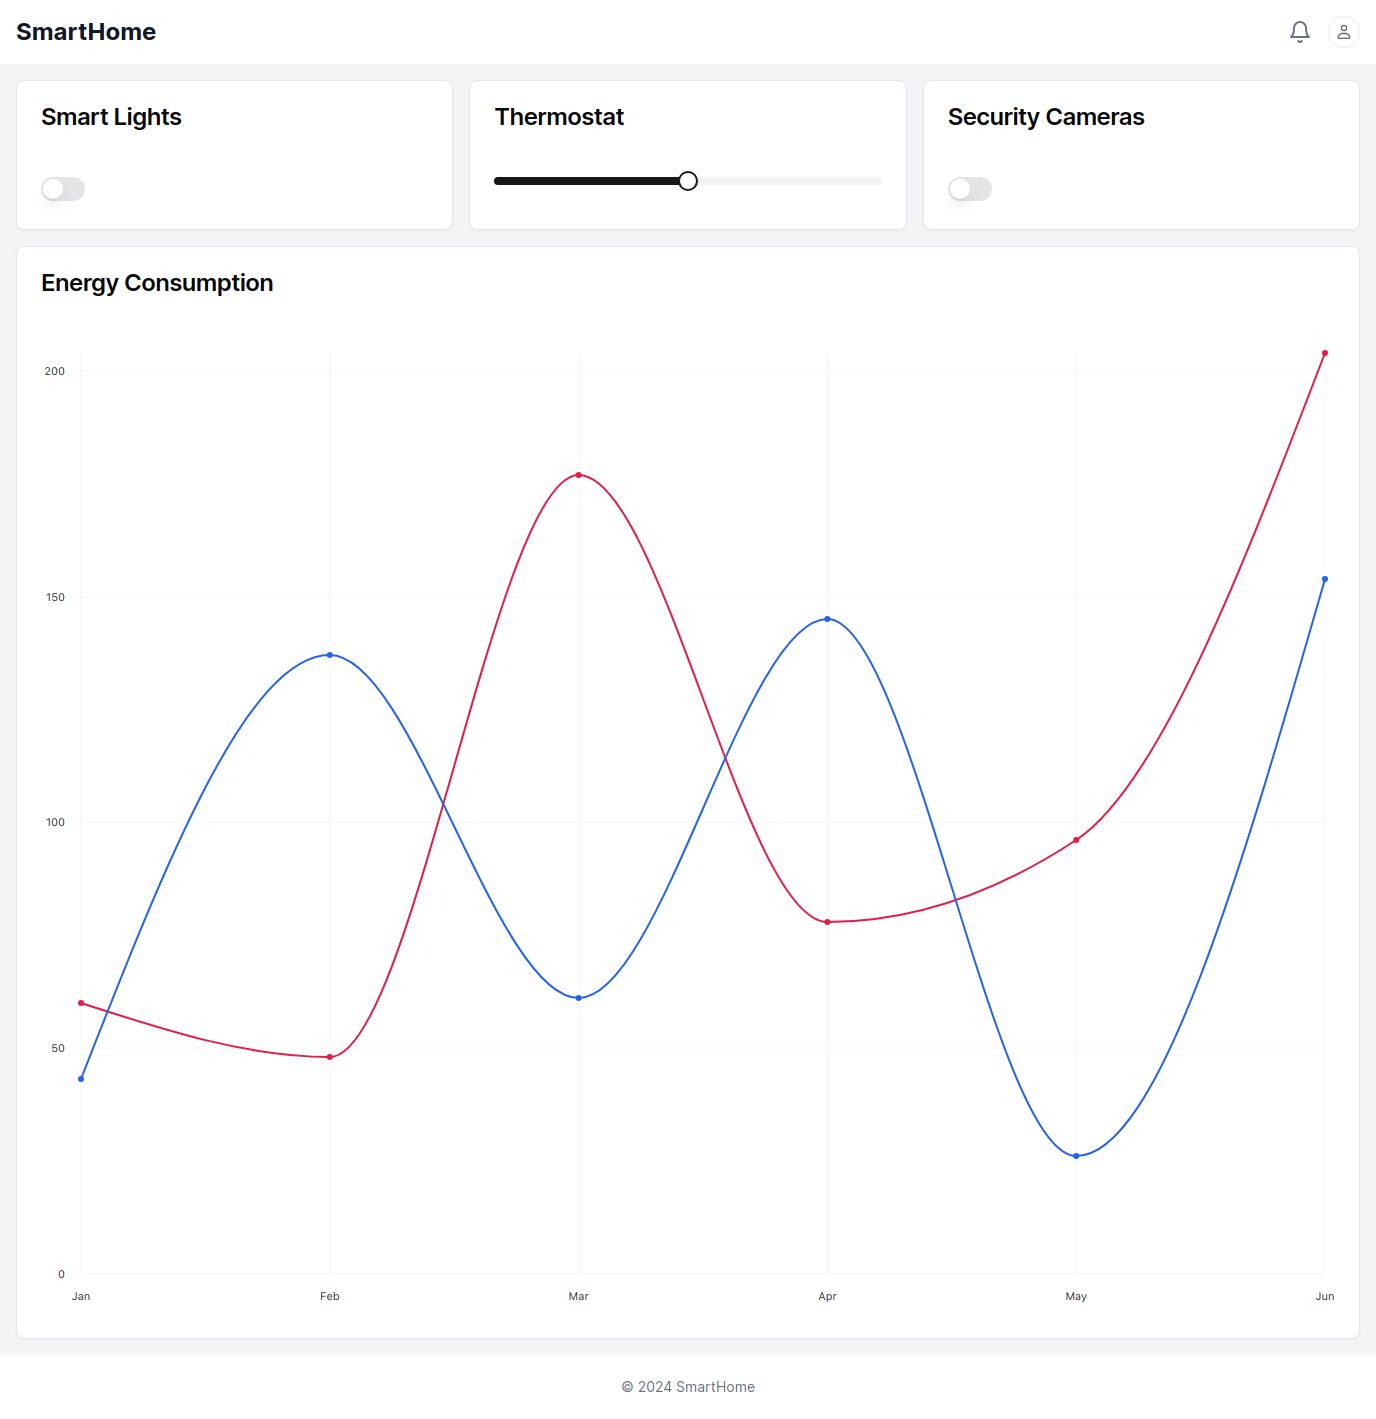 SmartHome
Smart Lights
Thermostat
Security Cameras
Energy Consumption
200
150
100
50
0
Jan Feb Mar Apr May Jun
© 2024 SmartHome